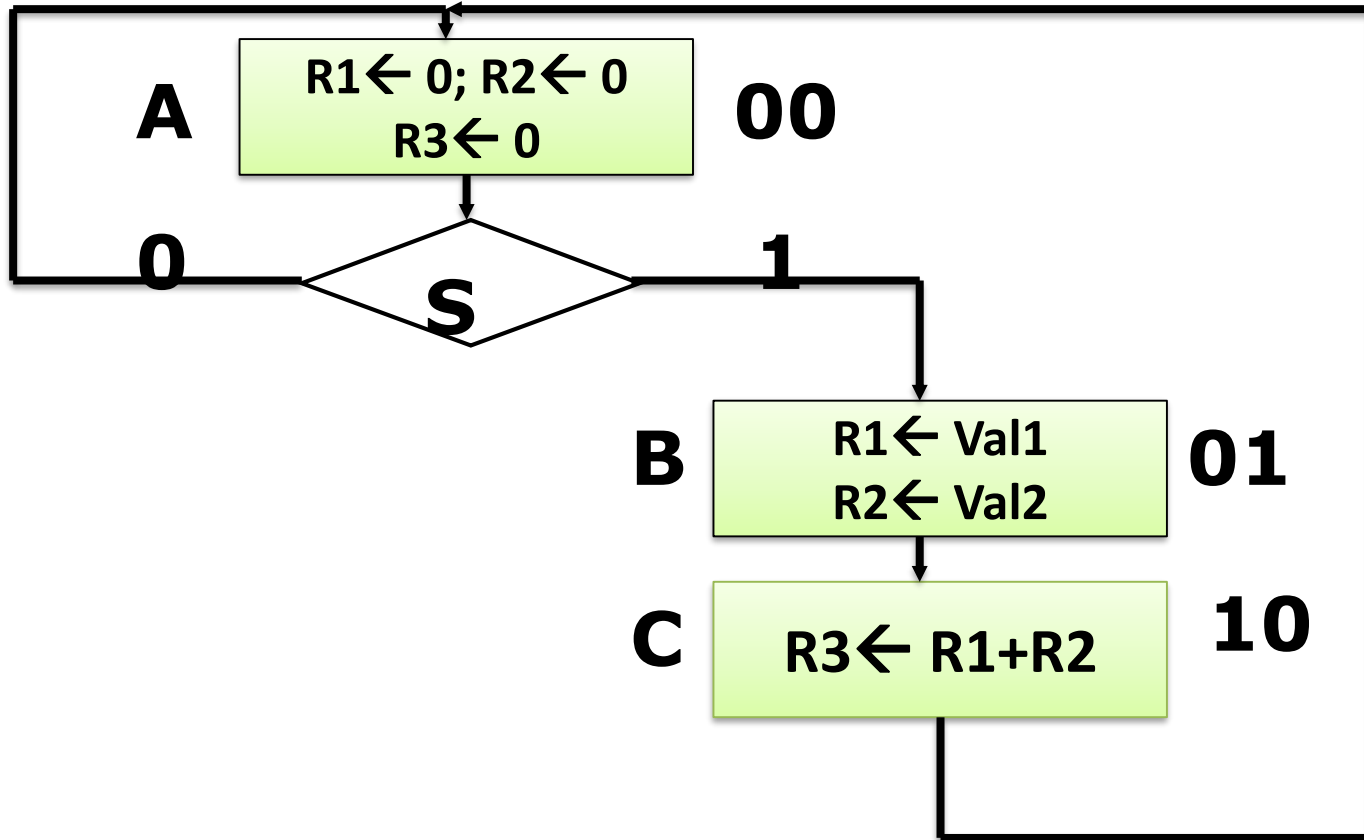 R1← 0; R2← 0
A
00
R3← 0
0
S
1
R1← Val1
B
01
R2← Val2
C
R3← R1+R2
10